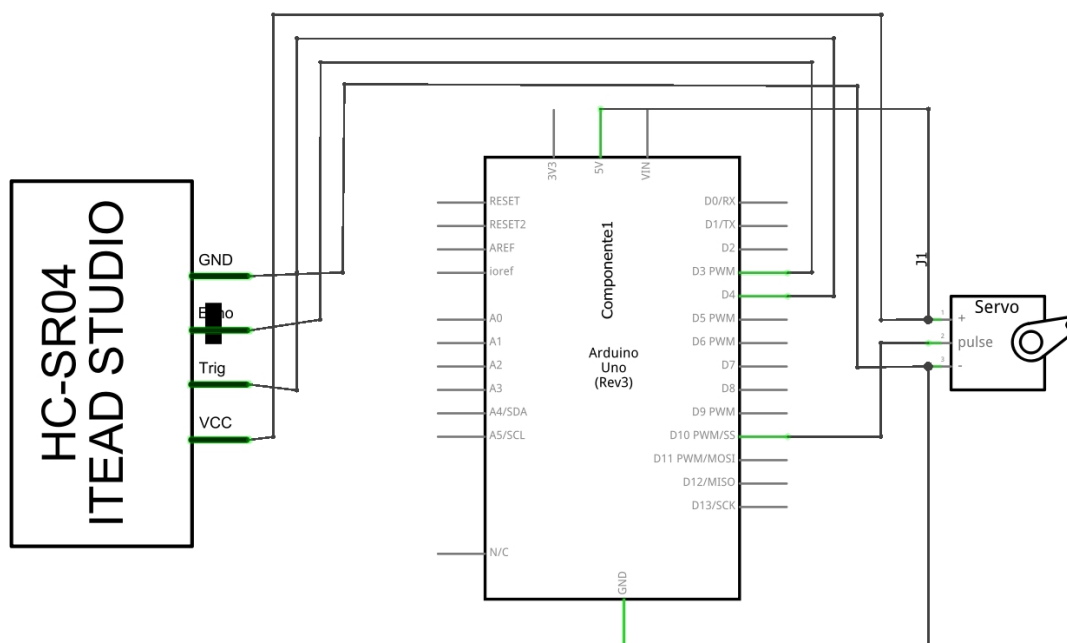 HC-SR04
ITEAD STUDIO
GND
Trig
VCC
3V3
5V
VIN
RESET
RESET2
AREF
ioref
A0
A1
A2
A3
A4/SDA
A5/SCL
N/C
Componente1
Arduino
Uno
(Rev3)
D0/RX
D1/TX
D2
D3 PWM
D4
D5 PWM
D6 PWM
D7
D8
D9 PWM
D10 PWM/SS
D11 PWM/MOSI
D12/MISO
D13/SCK
GND
J1
Servo
1
+
2
pulse
3
-